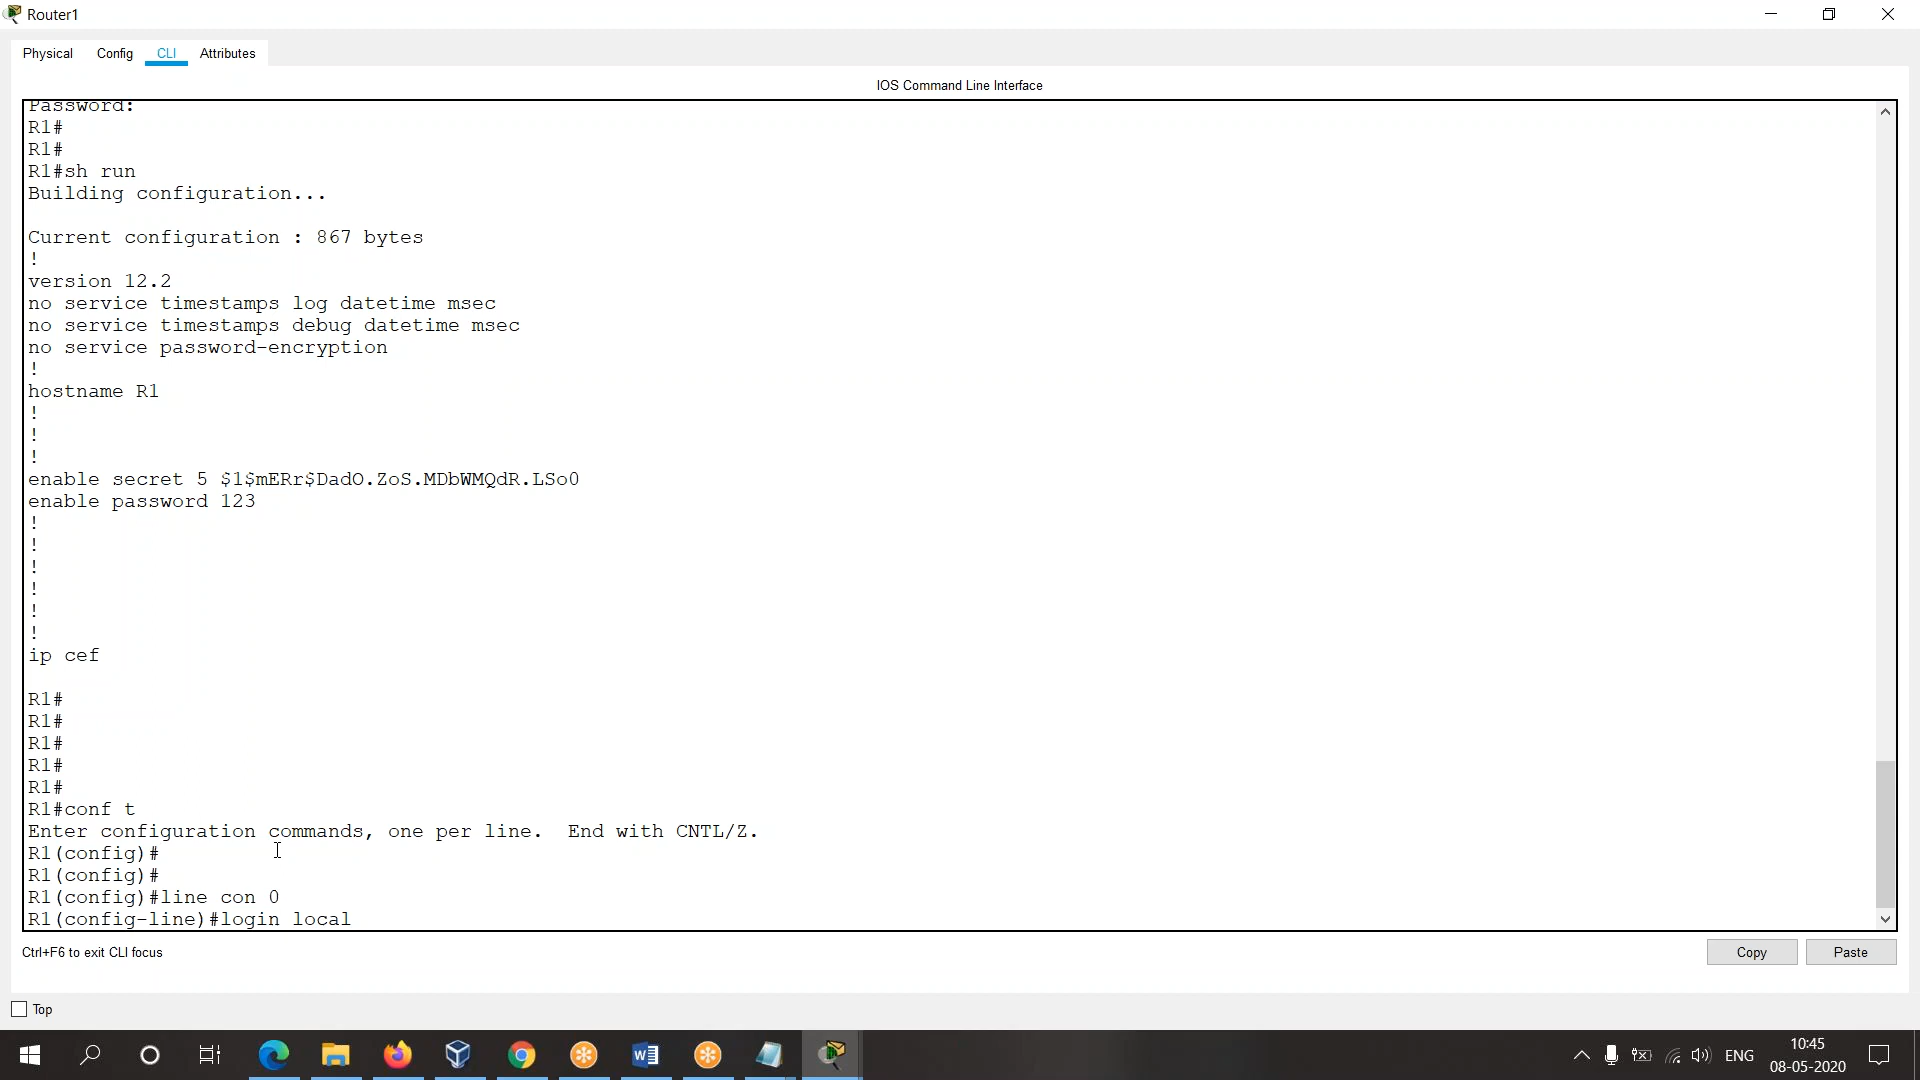 Router1
Physical Config CLI Attributes
IOS Command Line Interface
Password:
R1#
R1#
R1#sh run
Building configuration...
Current configuration : 867 bytes
!
version 12.2
no service timestamps log datetime msec
no service timestamps debug datetime msec
no service password-encryption
!
hostname R1
!
!
!
enable secret 5 $1$mERr$DadO.ZoS.MDbWMQdR.LSo0
enable password 123
!
!
!
!
!
!
ip cef
R1#
R1#
R1#
R1#
R1#
R1#conf t
Enter configuration commands, one per line.  End with CNTL/Z.
R1(config)#
R1(config)#
R1(config)#line con 0
R1(config-line)#login local
Ctrl+F6 to exit CLI focus
Copy Paste
Top
ENG
10:45
08-05-2020